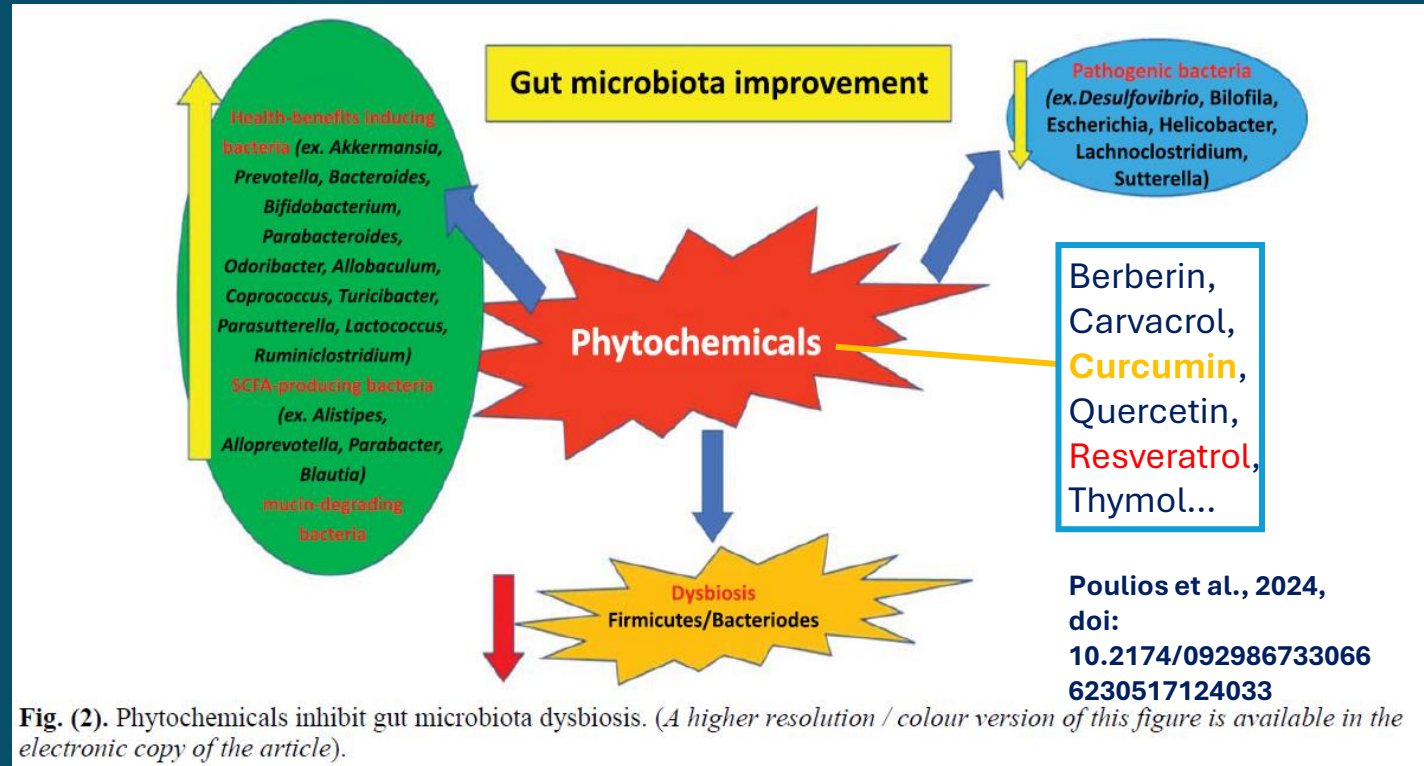 Gut microbiota improvement
Health-benefits inducing
bacteria (ex. Akkermansia,
Prevotella, Bacteroides,
Bifidobacterium,
Parabacteroides,
Odoribacter, Allobaculum,
Coprococcus, Turicibacter,
Parasutterella, Lactococcus,
Ruminiclostridium)
SCFA-producing bacteria
(ex. Alistipes,
Alloprevotella, Parabacter,
Blautia)
mucin-degrading
bacteria
Pathogenic bacteria
(ex.Desulfovibrio, Bilofila,
Escherichia, Helicobacter,
Lachnoclostridium,
Sutterella)
Phytochemicals
Berberin,
Carvacrol,
Curcumin,
Quercetin,
Resveratrol,
Thymol...
Dysbiosis
Firmicutes/Bacteriodes
Poulios et al., 2024,
doi:
10.2174/092986733066
6230517124033
Fig. (2). Phytochemicals inhibit gut microbiota dysbiosis. (A higher resolution / colour version of this figure is available in the
electronic copy of the article).